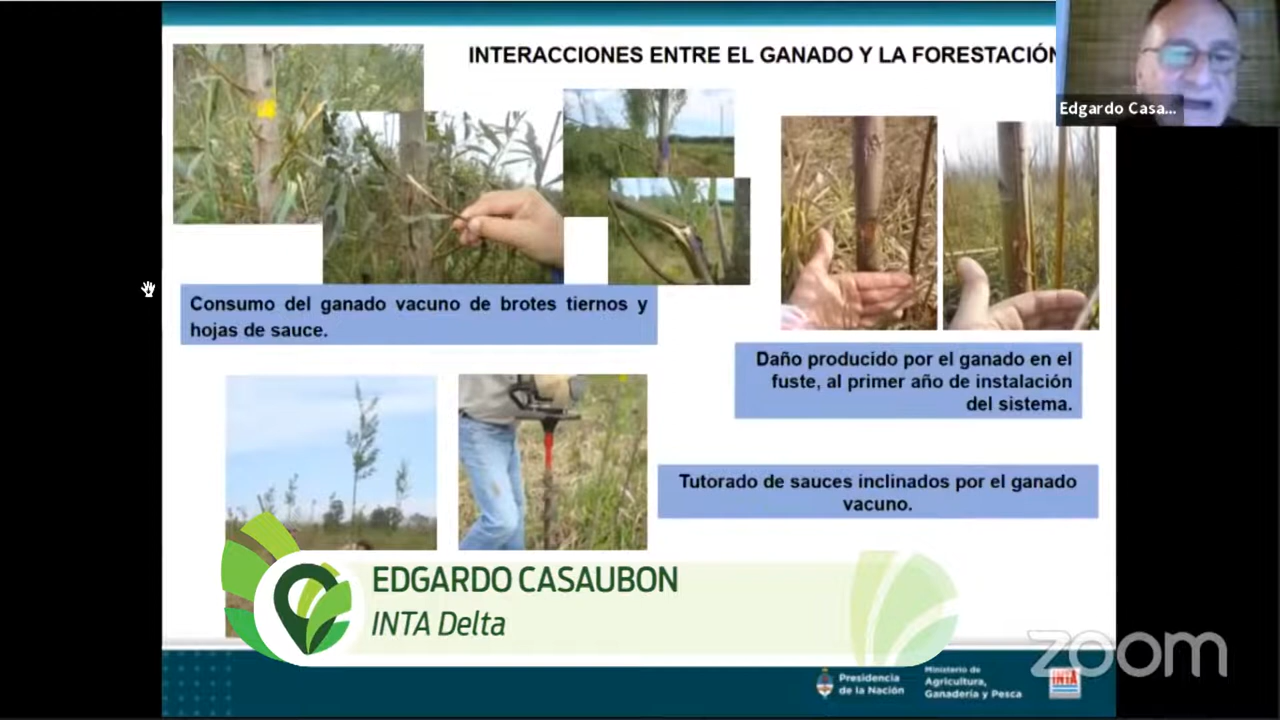 INTERACCIONES ENTRE EL GANADO Y LA FORESTACIÓN
Edgardo Casa...
Consumo del ganado vacuno de brotes tiernos y
hojas de sauce.
Daño producido por el ganado en el
fuste, al primer año de instalación
del sistema.
Tutorado de sauces inclinados por el ganado
vacuno.
EDGARDO CASAUBON
INTA Delta
zoom
Presidencia
de la Nación
Ministerio de
Agricultura,
Ganadería y Pesca
INTA